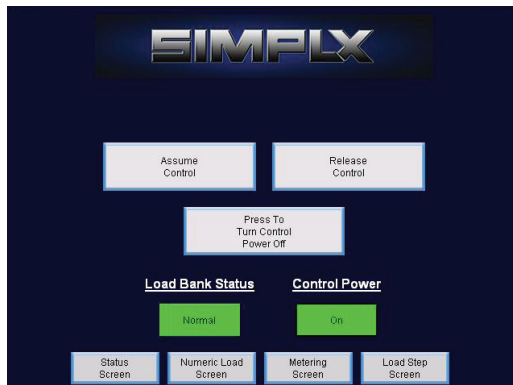 SIMPLX
Assume
Control
Release
Control
Press To
Turn Control
Power Off
Load Bank Status
Control Power
Normal
On
Status
Screen
Numeric Load
Screen
Metering
Screen
Load Step
Screen